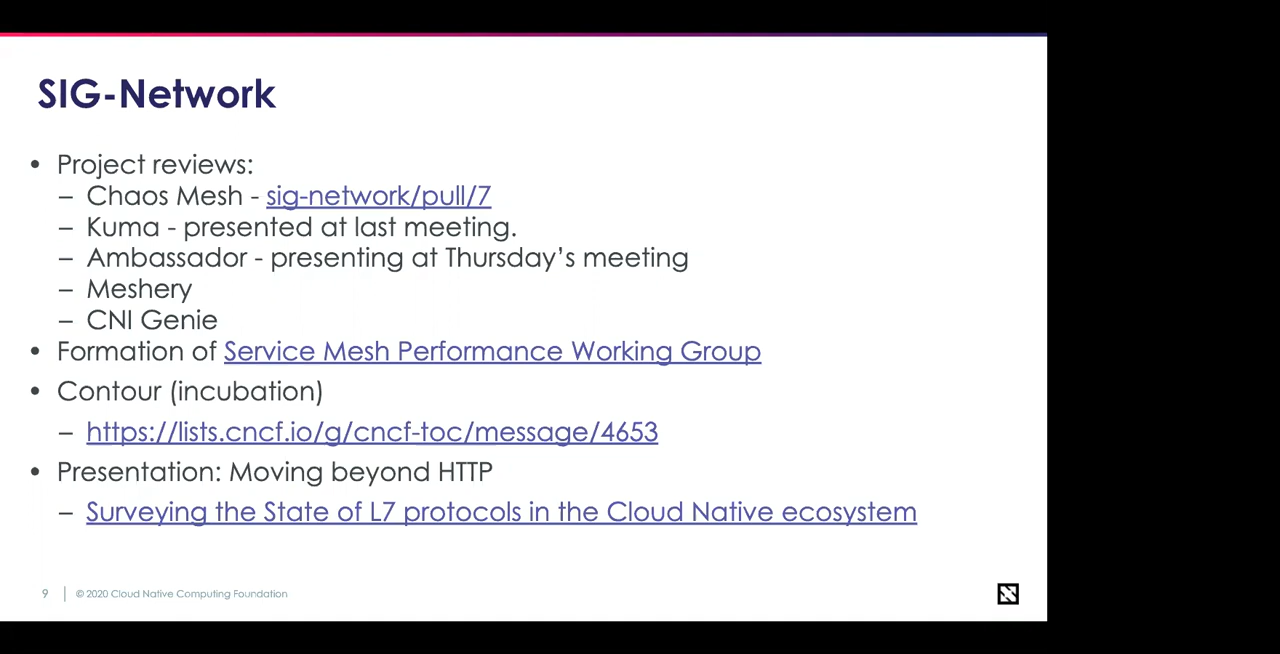 SIG-Network
• Project reviews:
– Chaos Mesh - sig-network/pull/7
– Kuma - presented at last meeting.
– Ambassador - presenting at Thursday’s meeting
– Meshery
– CNI Genie
• Formation of Service Mesh Performance Working Group
• Contour (incubation)
– https://lists.cncf.io/g/cncf-toc/message/4653
• Presentation: Moving beyond HTTP
– Surveying the State of L7 protocols in the Cloud Native ecosystem
9 © 2020 Cloud Native Computing Foundation